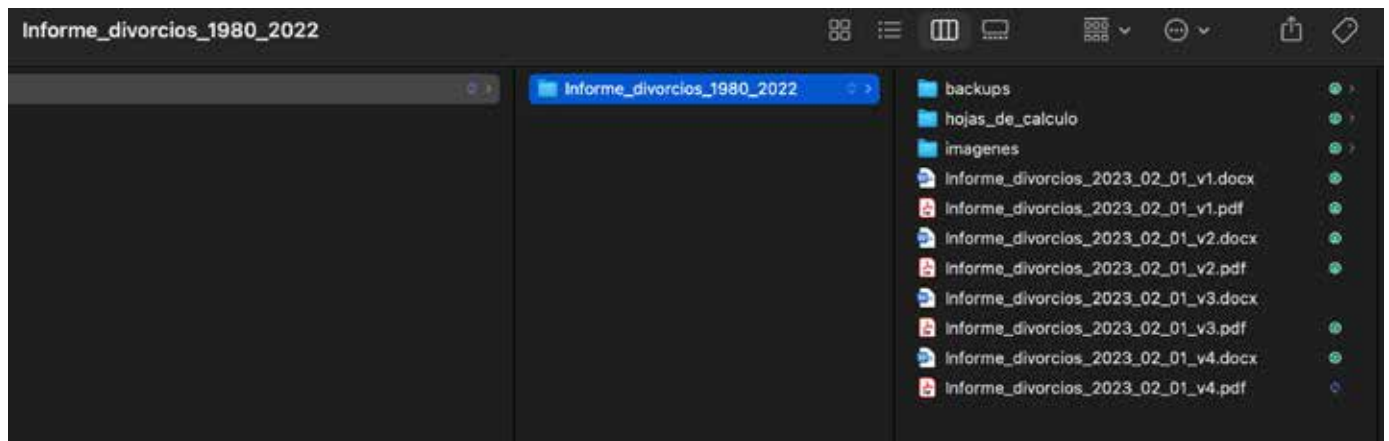 Informe_divorcios_1980_2022
Informe_divorcios_1980_2022
backups
hojas_de_calculo
imagenes
Informe_divorcios_2023_02_01_v1.docx
Informe_divorcios_2023_02_01_v1.pdf
Informe_divorcios_2023_02_01_v2.docx
Informe_divorcios_2023_02_01_v2.pdf
Informe_divorcios_2023_02_01_v3.docx
Informe_divorcios_2023_02_01_v3.pdf
Informe_divorcios_2023_02_01_v4.docx
Informe_divorcios_2023_02_01_v4.pdf